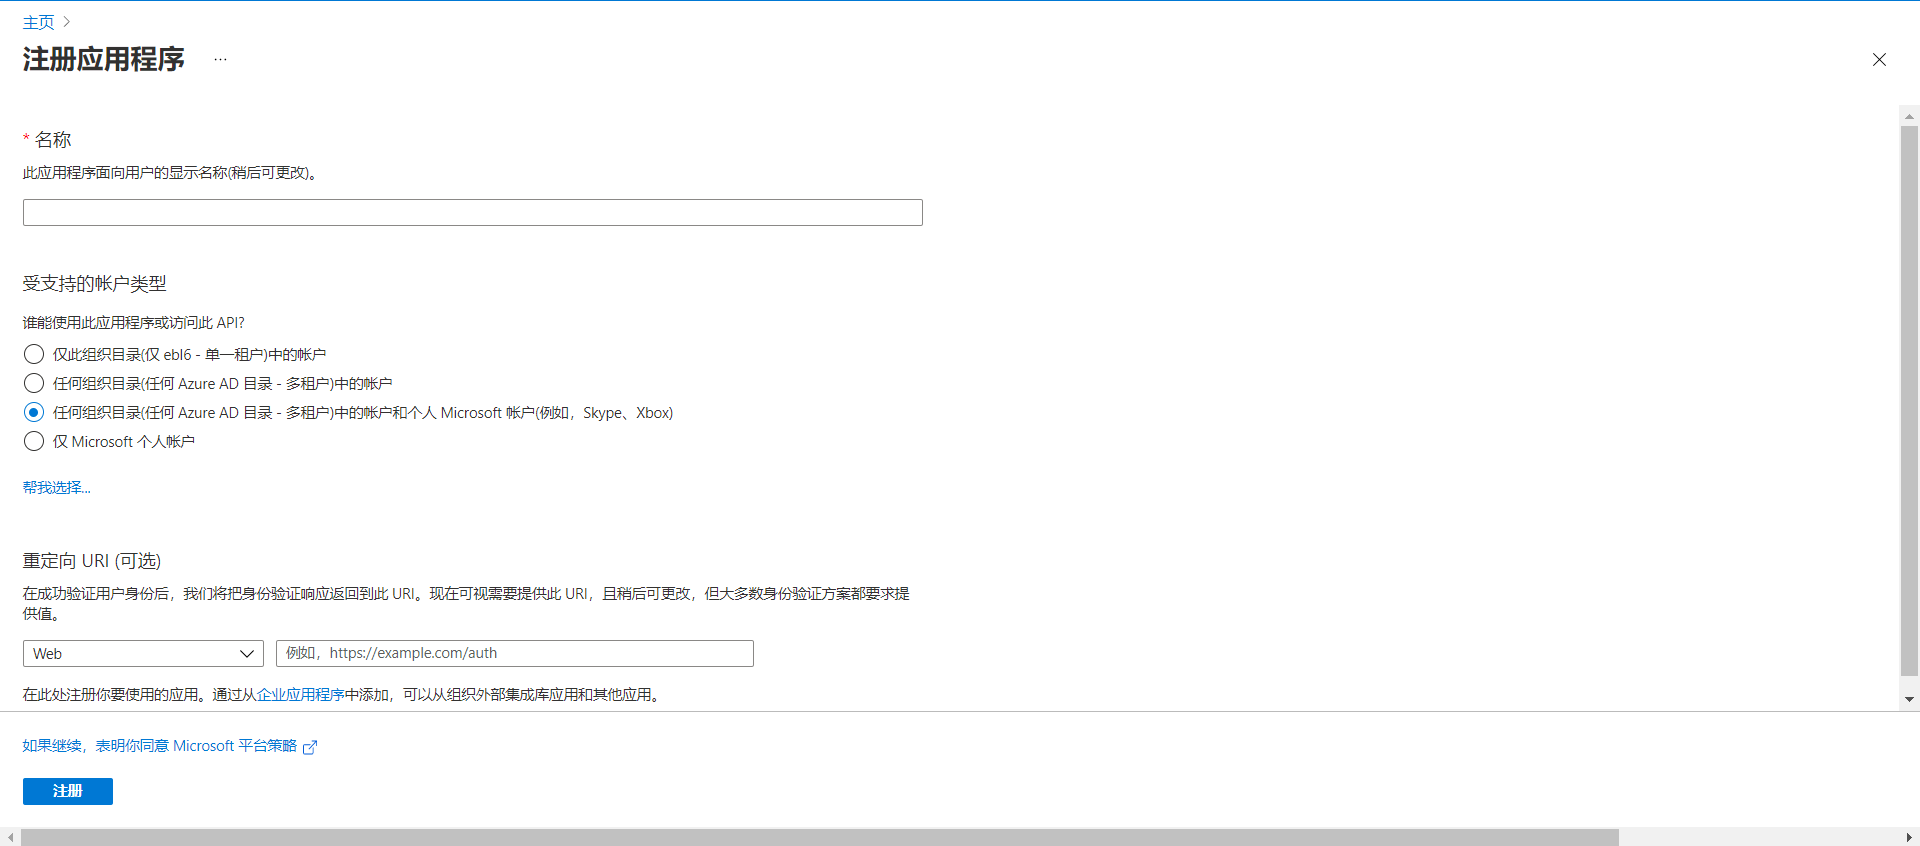 主页
注册应用程序 ...
* 名称
此应用程序面向用户的显示名称(稍后可更改)。
受支持的帐户类型
谁能使用此应用程序或访问此 API?
仅此组织目录(仅 ebl6 - 单一租户)中的帐户
任何组织目录(任何 Azure AD 目录 - 多租户)中的帐户
任何组织目录(任何 Azure AD 目录 - 多租户)中的帐户和个人 Microsoft 帐户(例如，Skype、Xbox)
仅 Microsoft 个人帐户
帮我选择...
重定向 URI (可选)
在成功验证用户身份后，我们将把身份验证响应返回到此 URI。现在可视需要提供此 URI，且稍后可更改，但大多数身份验证方案都要求提
供值。
Web 例如，https://example.com/auth
在此处注册你要使用的应用。通过从企业应用程序中添加，可以从组织外部集成库应用和其他应用。
如果继续，表明你同意 Microsoft 平台策略
注册